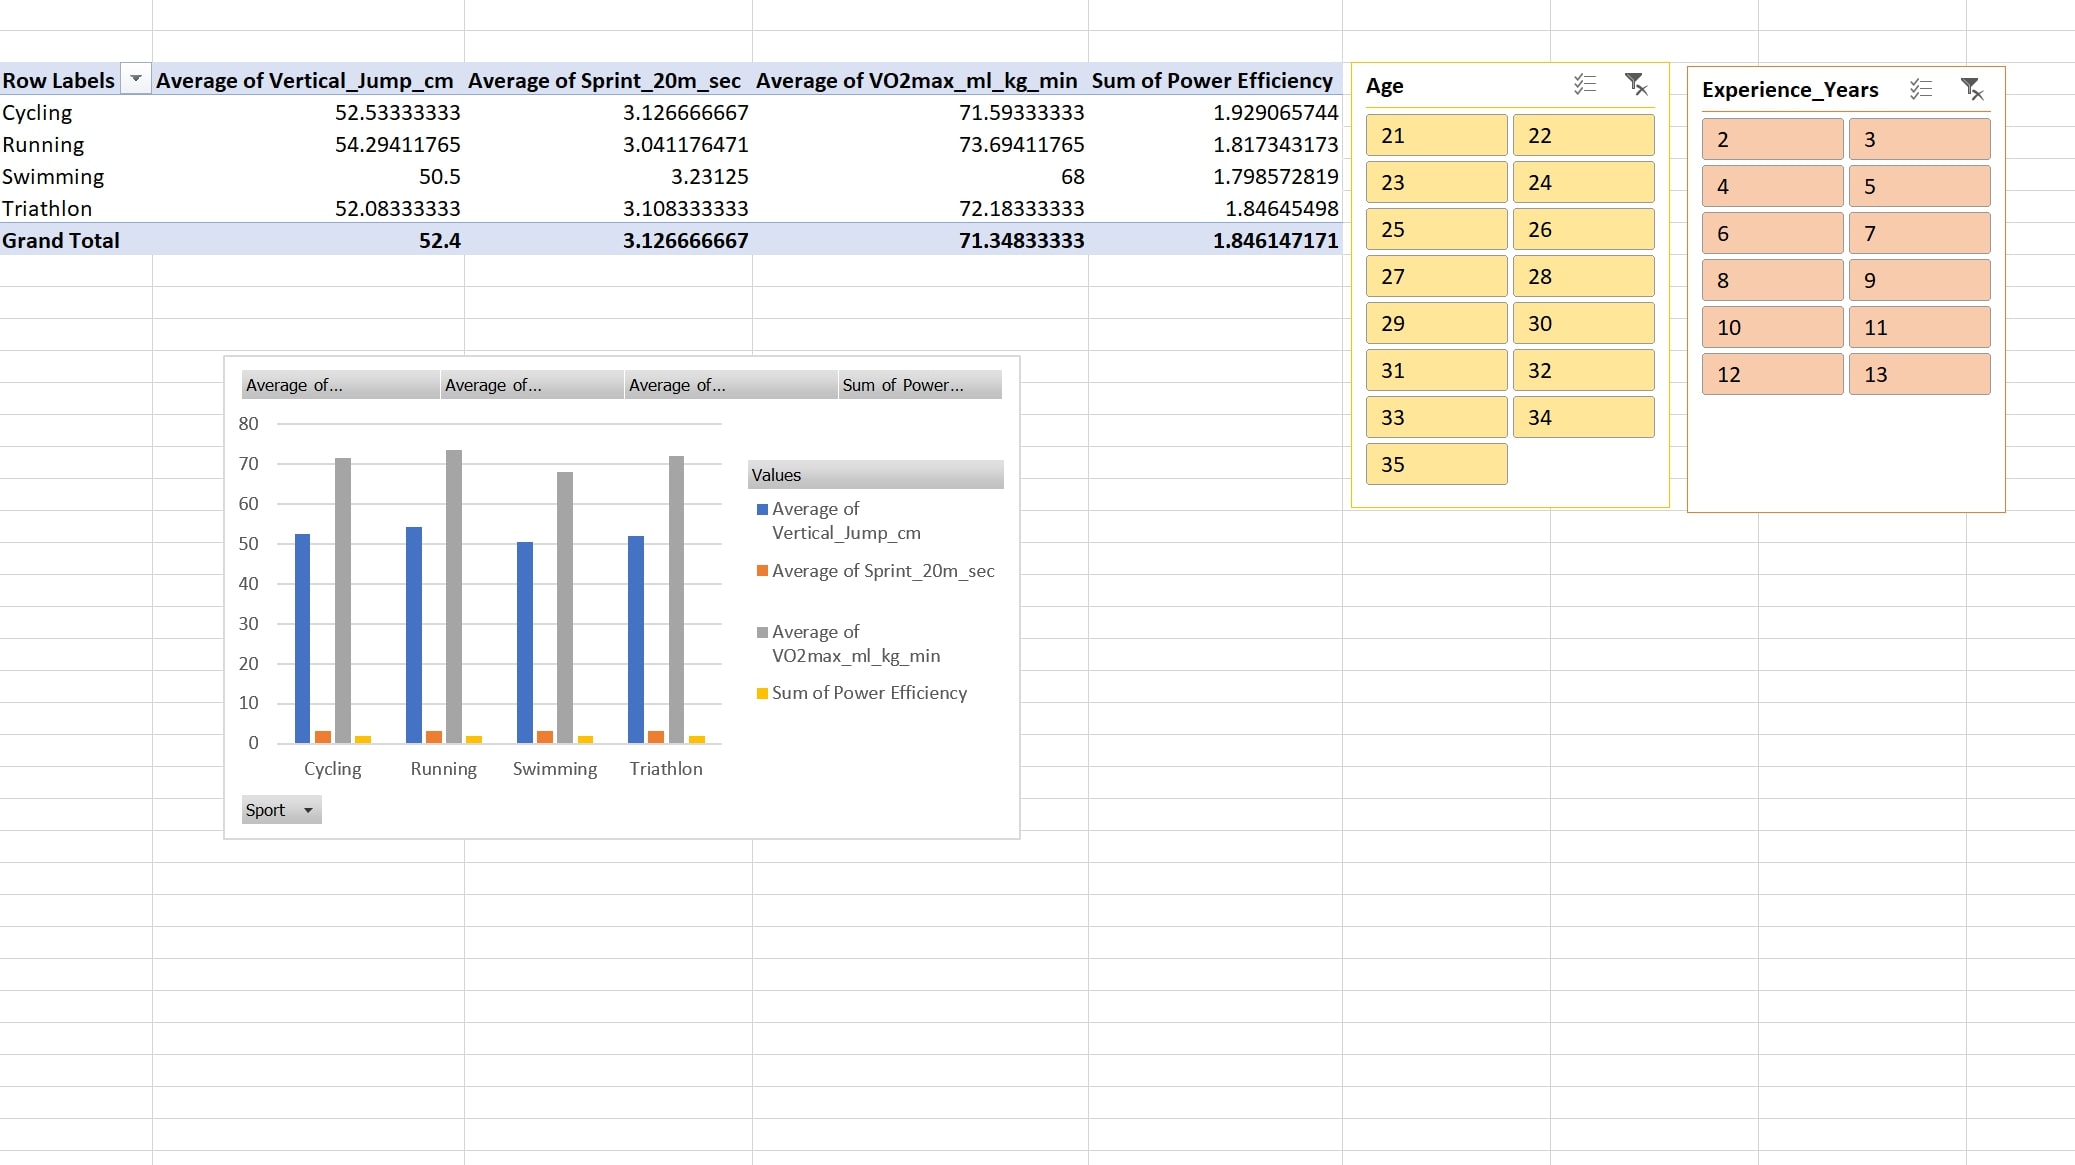 Row Labels Average of Vertical_Jump_cm Average of Sprint_20m_sec Average of VO2max_ml_kg_min Sum of Power Efficiency
Cycling 52.53333333 3.126666667 71.59333333 1.929065744
Running 54.29411765 3.041176471 73.69411765 1.817343173
Swimming 50.5 3.23125 68 1.798572819
Triathlon 52.08333333 3.108333333 72.18333333 1.84645498
Grand Total 52.4 3.126666667 71.34833333 1.846147171
Age
21 22
23 24
25 26
27 28
29 30
31 32
33 34
35
Experience_Years
2 3
4 5
6 7
8 9
10 11
12 13
Average of... Average of... Average of... Sum of Power...
80
70
60
50
40
30
20
10
0
Cycling Running Swimming Triathlon
Values
Average of
Vertical_Jump_cm
Average of Sprint_20m_sec
Average of
VO2max_ml_kg_min
Sum of Power Efficiency
Sport